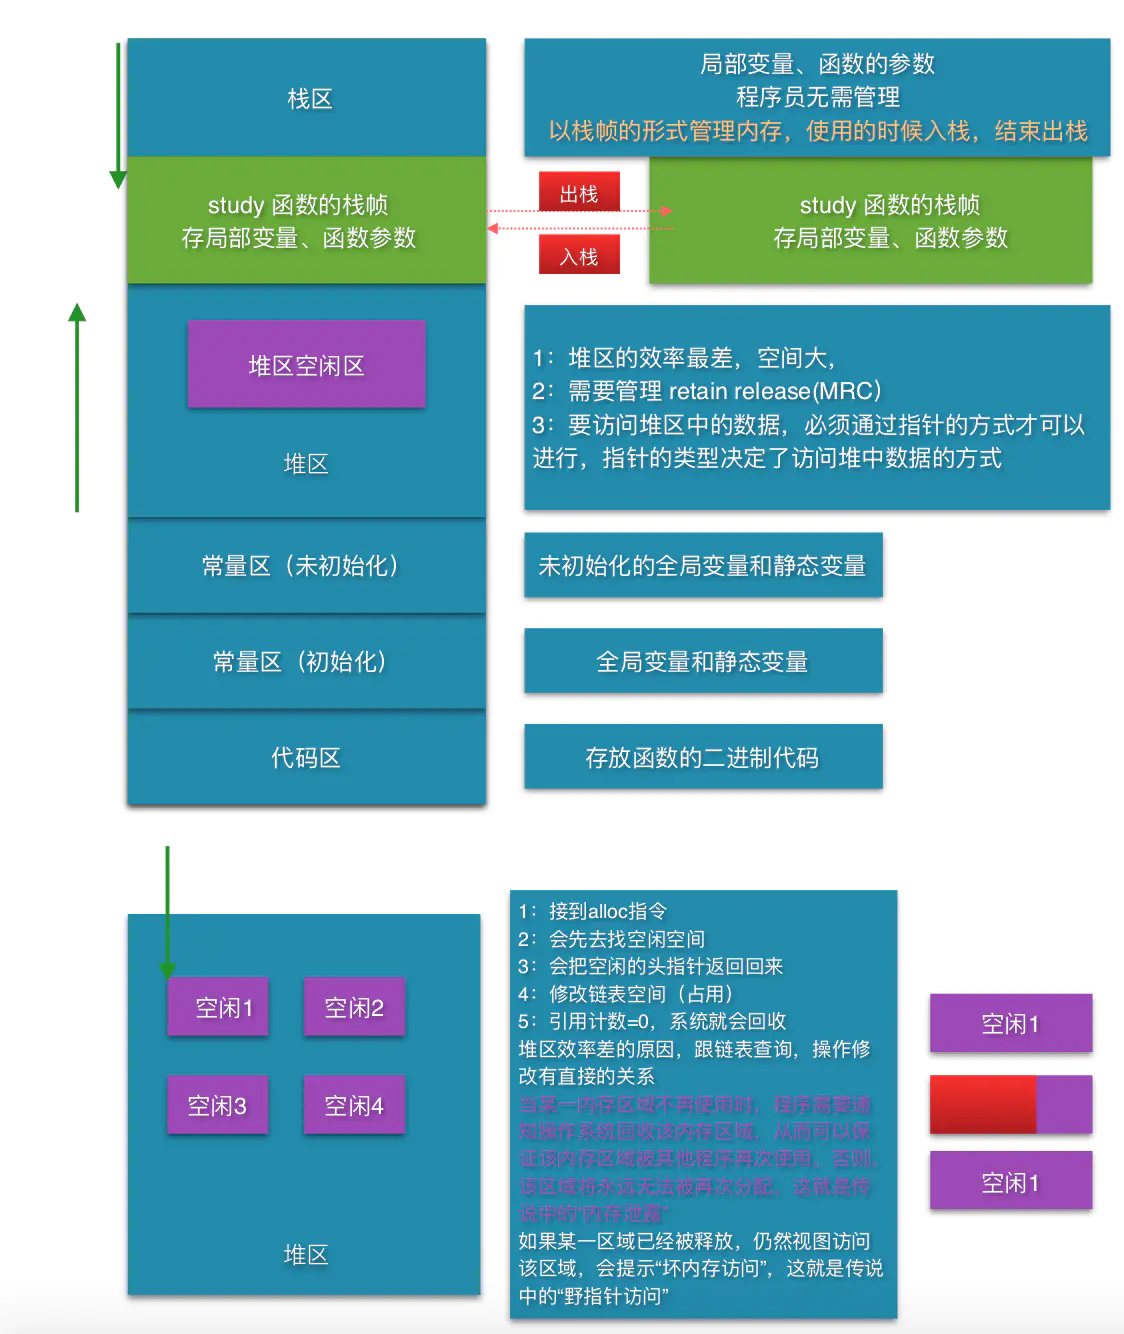 栈区
局部变量、函数的参数
程序员无需管理
以栈帧的形式管理内存，使用的时候入栈，结束出栈
study 函数的栈帧
存局部变量、函数参数
出栈
入栈
study 函数的栈帧
存局部变量、函数参数
堆区空闲区
堆区
1：堆区的效率最差，空间大，
2：需要管理 retain release(MRC）
3：要访问堆区中的数据，必须通过指针的方式才可以
进行，指针的类型决定了访问堆中数据的方式
常量区（未初始化）
未初始化的全局变量和静态变量
常量区（初始化）
全局变量和静态变量
代码区
存放函数的二进制代码
空闲1
空闲2
空闲3
空闲4
堆区
1：接到alloc指令
2：会先去找空闲空间
3：会把空闲的头指针返回回来
4：修改链表空间（占用）
5：引用计数=0，系统就会回收
堆区效率差的原因，跟链表查询，操作修
改有直接的关系
当某一内存区域不再使用时，程序需要通
知操作系统回收该内存区域，从而可以保
证该内存区域被其他程序再次使用，否则，
该区域将永远无法被再次分配，这就是传
说中的“内存泄露”
如果某一区域已经被释放，仍然视图访问
该区域，会提示“坏内存访问”，这就是传说
中的“野指针访问”
空闲1
空闲1